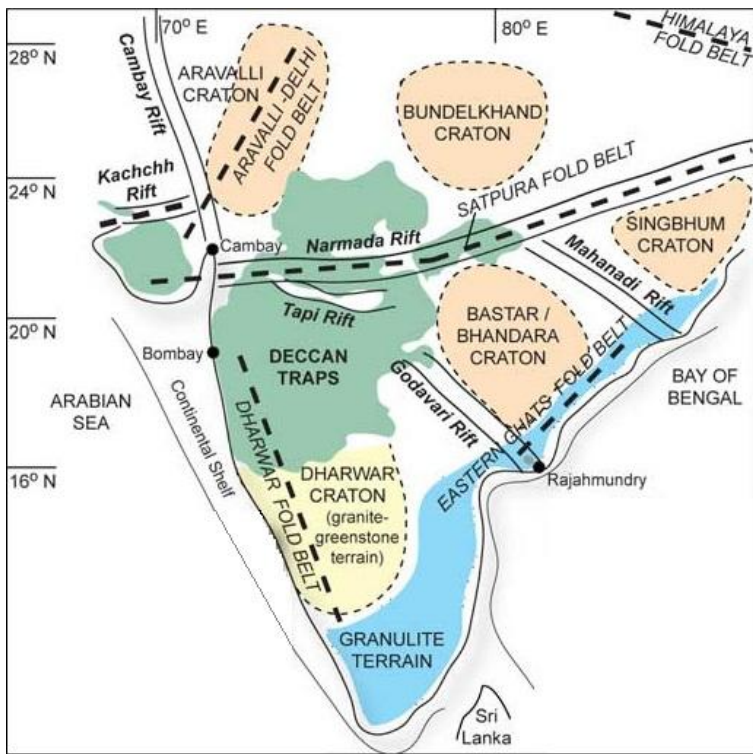 70° E
80° E
28° N
24° N
20° N
16° N
HIMALAYA
FOLD BELT
Cambay Rift
ARAVALLI
CRATON
ARAVALLI-DELHI
FOLD BELT
BUNDELKHAND
CRATON
Kachchh
Rift
SATPURA FOLD BELT
Cambay
Narmada Rift
SINGBHUM
CRATON
Mahanadi Rift
Tapi Rift
BASTAR /
BHANDARA
CRATON
Bombay
DECCAN
TRAPS
ARABIAN
SEA
Continental Shelf
Godavari Rift
EASTERN GHATS FOLD BELT
BAY OF
BENGAL
DHARWAR FOLD BELT
DHARWAR
CRATON
(granite-
greenstone
terrain)
Rajahmundry
GRANULITE
TERRAIN
Sri
Lanka